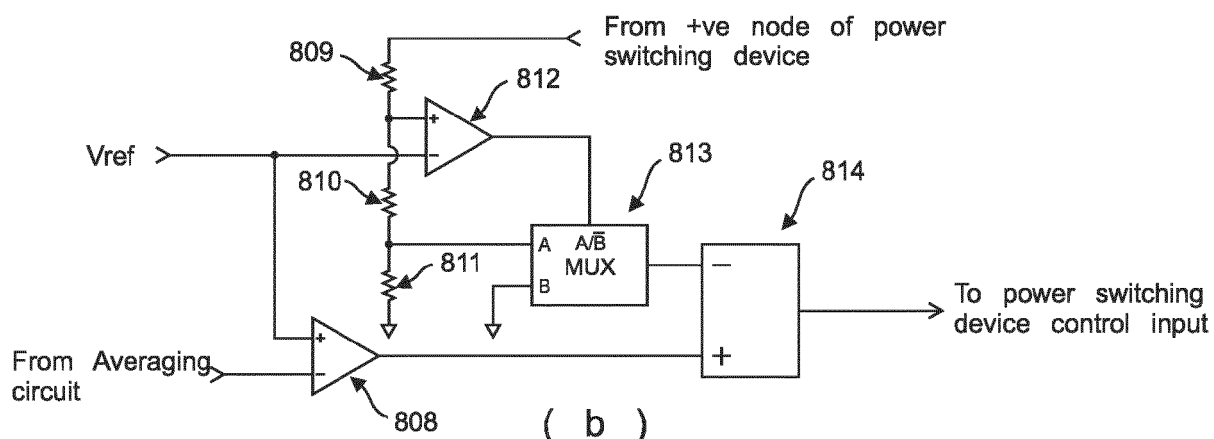 From +ve node of power
switching device
809
812
+
−
Vref
813
814
810
A
A/B̅
MUX
B
811
−
+
To power switching
device control input
+
−
From Averaging
circuit
808
( b )